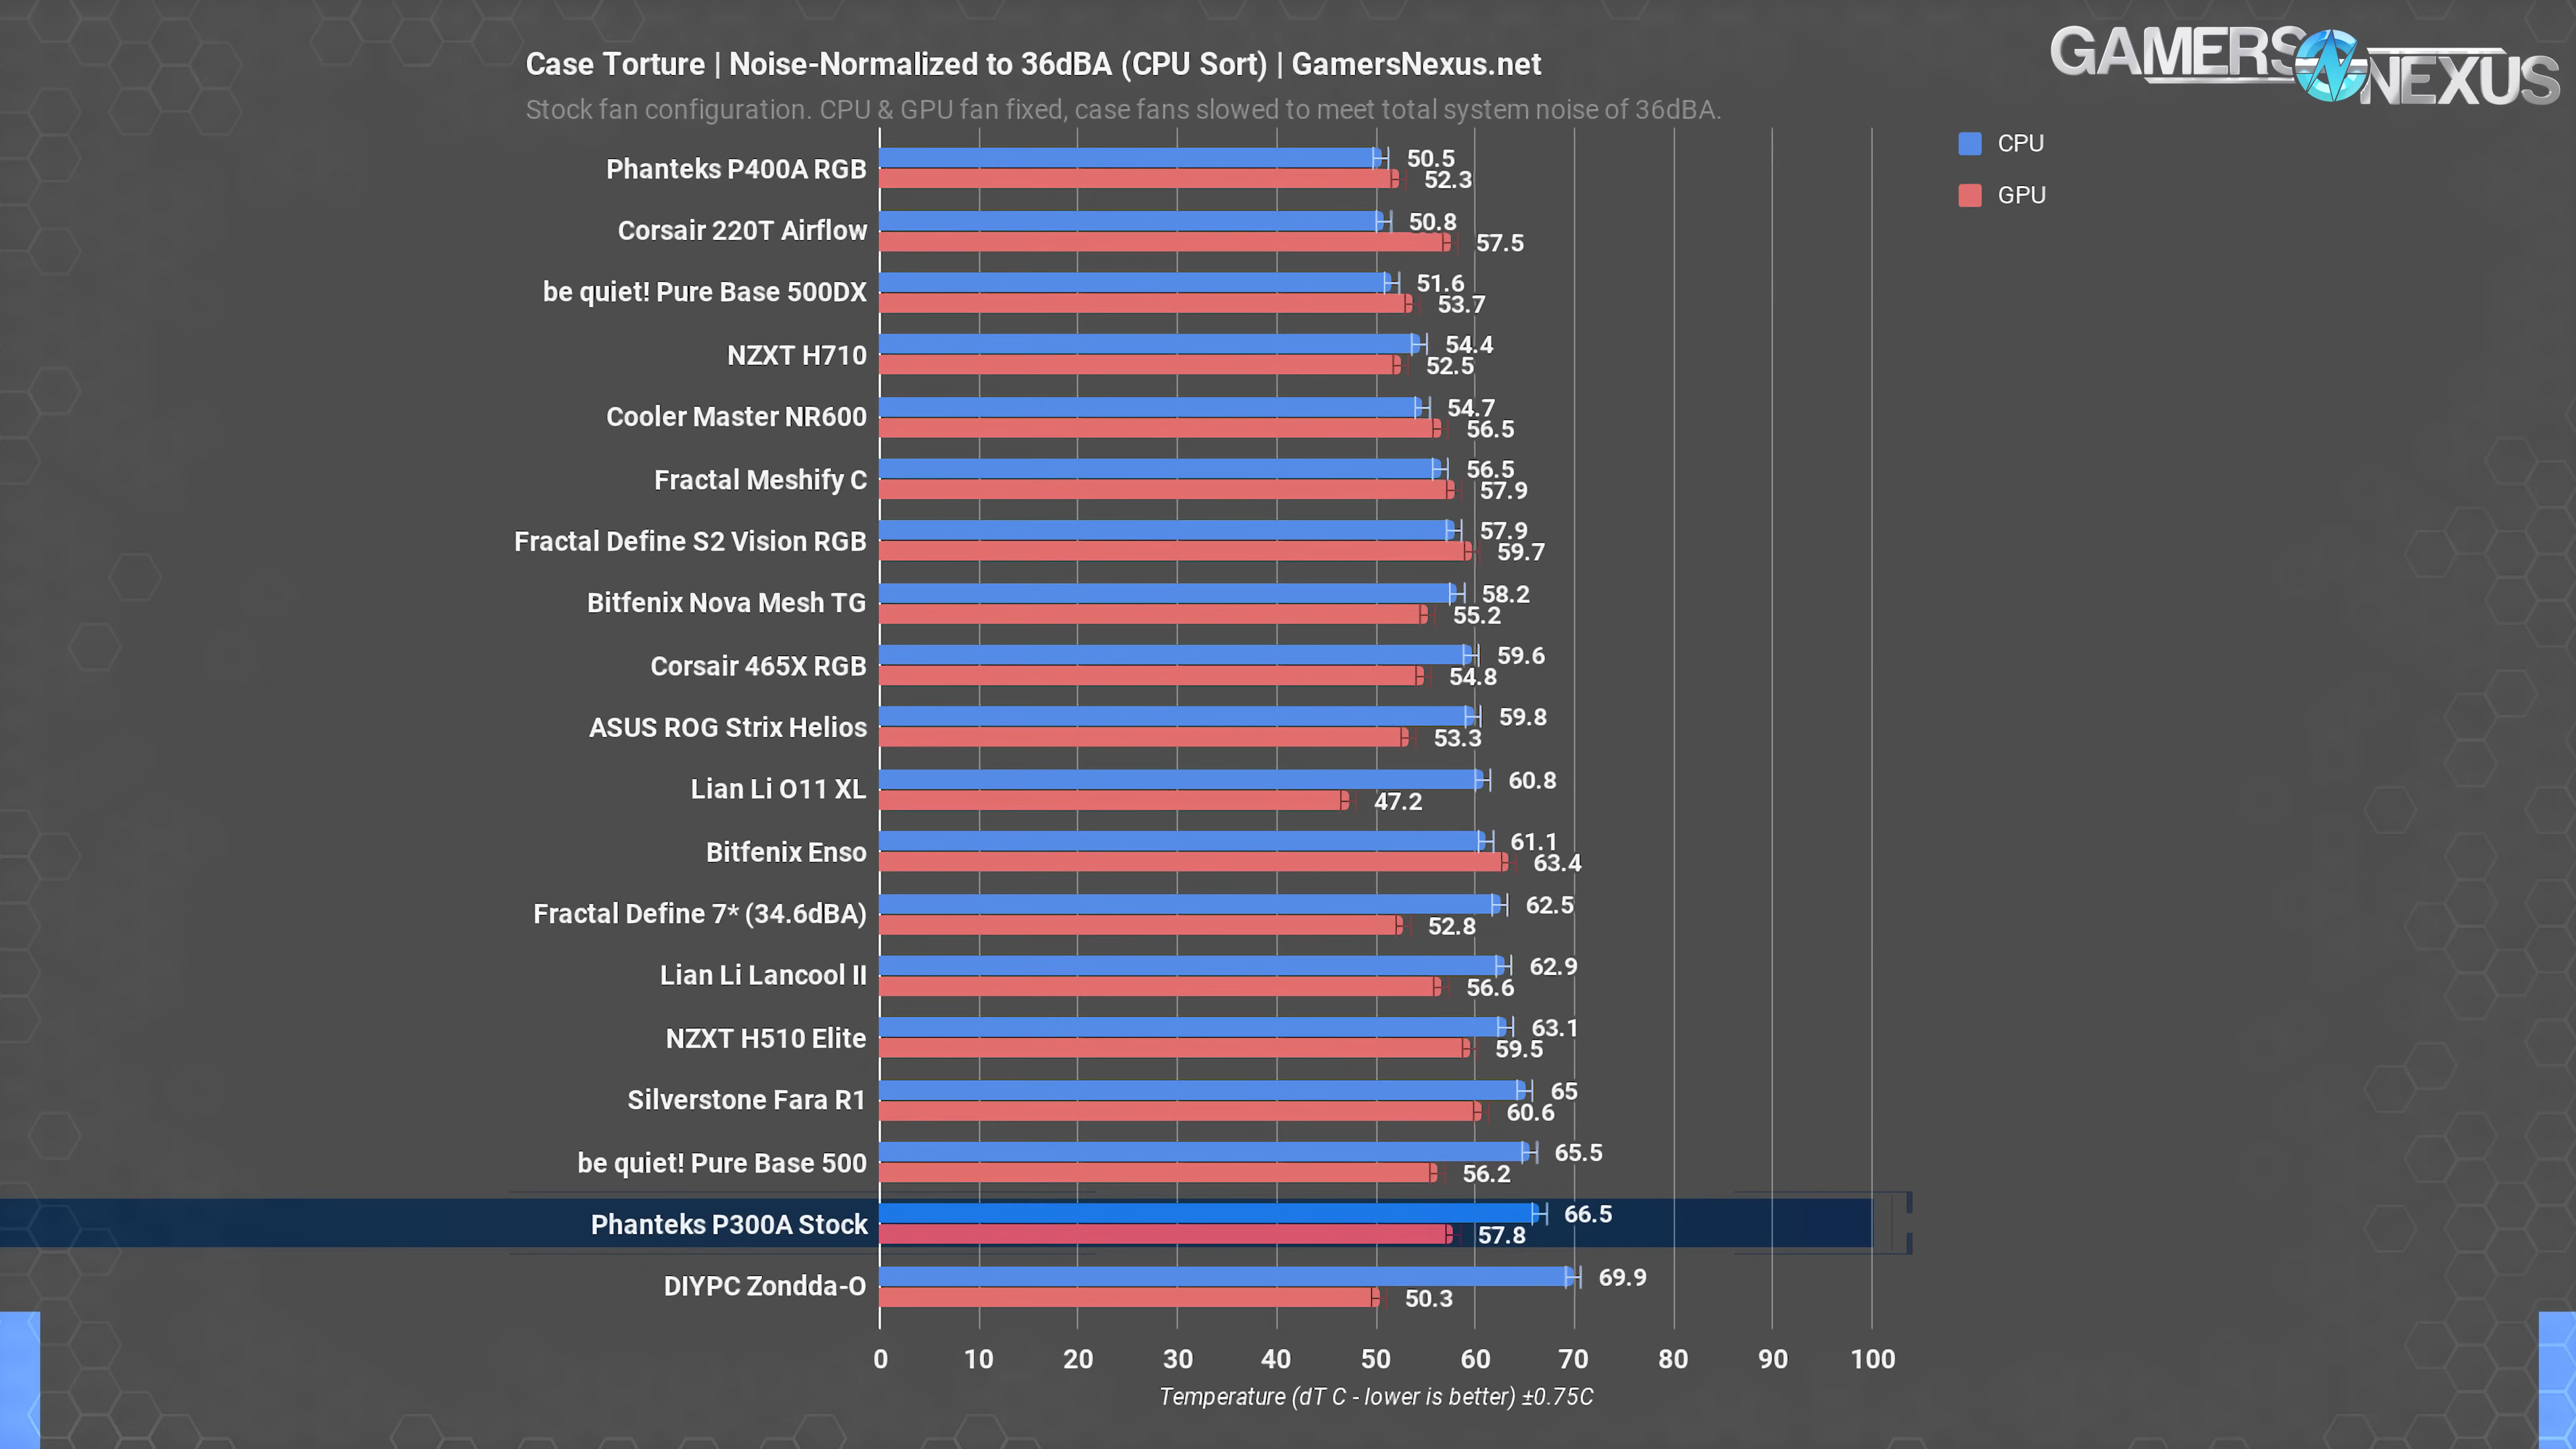 Case Torture | Noise-Normalized to 36dBA (CPU Sort) | GamersNexus.net
GAMERS NEXUS
Stock fan configuration. CPU & GPU fan fixed, case fans slowed to meet total system noise of 36dBA.
CPU
GPU
Phanteks P400A RGB 50.5
52.3
Corsair 220T Airflow 50.8
57.5
be quiet! Pure Base 500DX 51.6
53.7
NZXT H710 54.4
52.5
Cooler Master NR600 54.7
56.5
Fractal Meshify C 56.5
57.9
Fractal Define S2 Vision RGB 57.9
59.7
Bitfenix Nova Mesh TG 58.2
55.2
Corsair 465X RGB 59.6
54.8
ASUS ROG Strix Helios 59.8
53.3
Lian Li O11 XL 60.8
47.2
Bitfenix Enso 61.1
63.4
Fractal Define 7* (34.6dBA) 62.5
52.8
Lian Li Lancool II 62.9
56.6
NZXT H510 Elite 63.1
59.5
Silverstone Fara R1 65
60.6
be quiet! Pure Base 500 65.5
56.2
Phanteks P300A Stock 66.5
57.8
DIYPC Zondda-O 69.9
50.3
0 10 20 30 40 50 60 70 80 90 100
Temperature (dT C - lower is better) ±0.75C